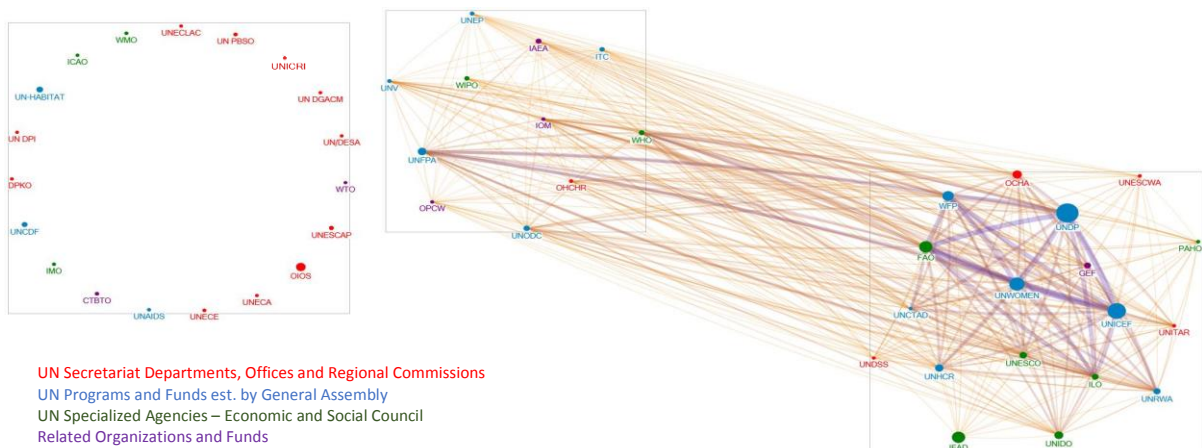 UNECLAC
UN PBSO
WMO
ICAO
UNICRI
UN-HABITAT
UN DGACM
UN DPI
UN/DESA
DPKO
WTO
UNCDF
UNESCAP
IMO
OIOS
CTBTO
UNECA
UNAIDS
UNECE
UNEP
IAEA
ITC
UNV
WIPO
IOM
WHO
UNFPA
OHCHR
OPCW
UNODC
OCHA
UNESCWA
WFP
UNDP
FAO
PAHO
GEF
UNWOMEN
UNCTAD
UNICEF
UNITAR
UNDSS
UNESCO
UNHCR
ILO
UNRWA
IFAD
UNIDO
UN Secretariat Departments, Offices and Regional Commissions
UN Programs and Funds est. by General Assembly
UN Specialized Agencies – Economic and Social Council
Related Organizations and Funds